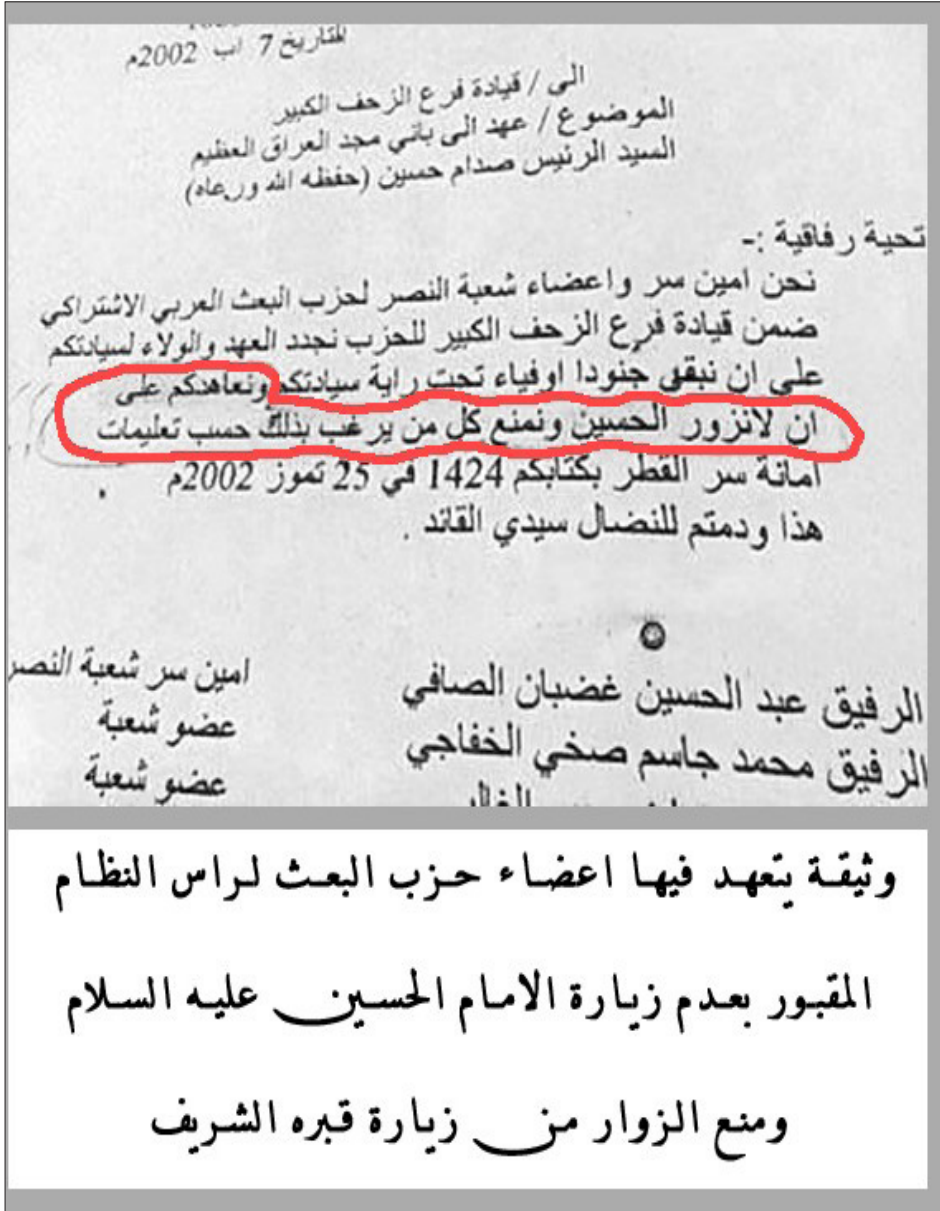 للتاريخ 7 اب 2002م
الى / قيادة فرع الزحف الكبير
الموضوع / عهد الى باني مجد العراق العظيم
السيد الرئيس صدام حسين (حفظه الله ورعاه)
تحية رفاقية :-
نحن امين سر واعضاء شعبة النصر لحزب البعث العربي الاشتراكي
ضمن قيادة فرع الزحف الكبير للحزب نجدد العهد والولاء لسيادتكم
على ان نبقى جنودا اوفياء تحت راية سيادتكم ونعاهدكم على
ان لانزور الحسين ونمنع كل من يرغب بذلك حسب تعليمات
امانة سر القطر بكتابكم 1424 في 25 تموز 2002م
هذا ودمتم للنضال سيدي القائد .
الرفيق عبد الحسين غضبان الصافي امين سر شعبة النصر
الرفيق محمد جاسم صخي الخفاجي عضو شعبة
عضو شعبة
وثيقة يتعهد فيها اعضاء حزب البعث لراس النظام
المقبور بعدم زيارة الامام الحسين عليه السلام
ومنع الزوار من زيارة قبره الشريف